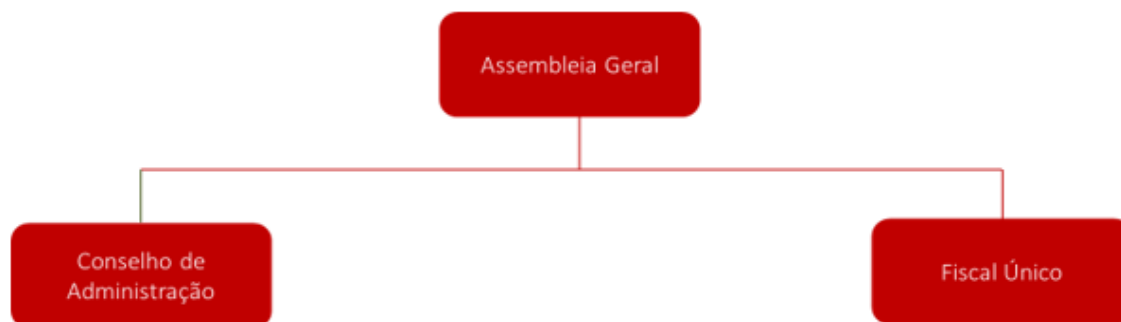 Assembleia Geral
Conselho de
Administração
Fiscal Único